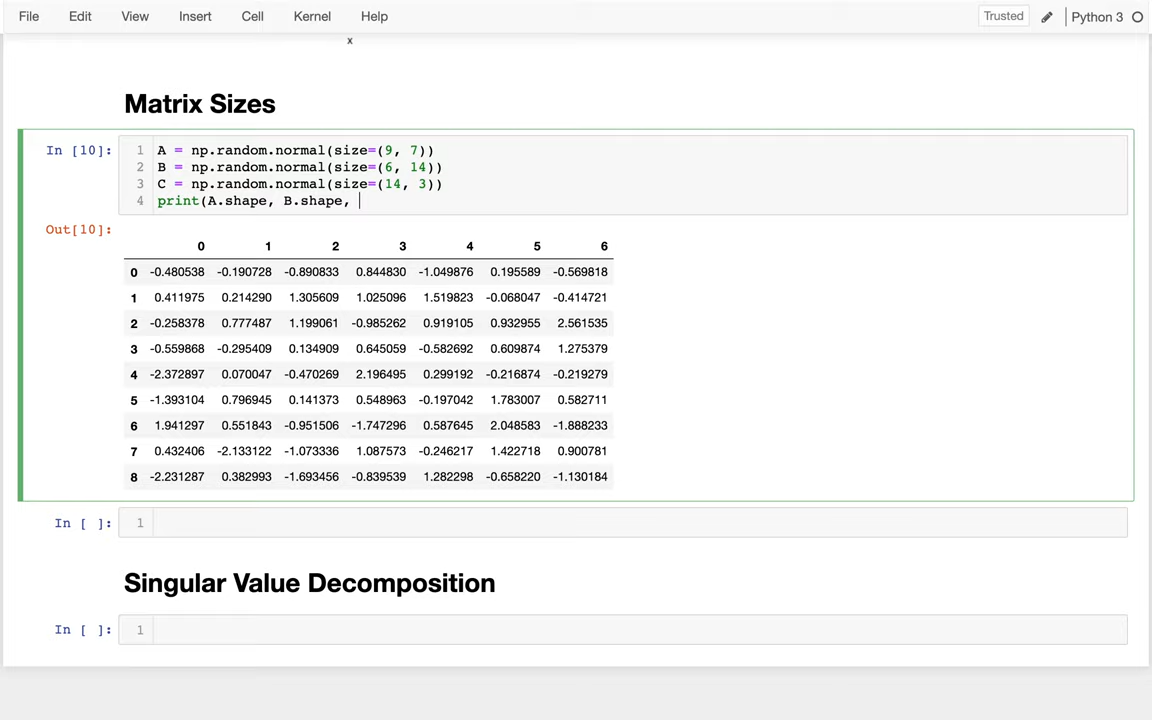 File Edit View Insert Cell Kernel Help Trusted Python 3
x
Matrix Sizes
In [10]: 1 A = np.random.normal(size=(9, 7))
2 B = np.random.normal(size=(6, 14))
3 C = np.random.normal(size=(14, 3))
4 print(A.shape, B.shape,
Out[10]:
0 1 2 3 4 5 6
0 -0.480538 -0.190728 -0.890833 0.844830 -1.049876 0.195589 -0.569818
1 0.411975 0.214290 1.305609 1.025096 1.519823 -0.068047 -0.414721
2 -0.258378 0.777487 1.199061 -0.985262 0.919105 0.932955 2.561535
3 -0.559868 -0.295409 0.134909 0.645059 -0.582692 0.609874 1.275379
4 -2.372897 0.070047 -0.470269 2.196495 0.299192 -0.216874 -0.219279
5 -1.393104 0.796945 0.141373 0.548963 -0.197042 1.783007 0.582711
6 1.941297 0.551843 -0.951506 -1.747296 0.587645 2.048583 -1.888233
7 0.432406 -2.133122 -1.073336 1.087573 -0.246217 1.422718 0.900781
8 -2.231287 0.382993 -1.693456 -0.839539 1.282298 -0.658220 -1.130184
In [ ]: 1
Singular Value Decomposition
In [ ]: 1